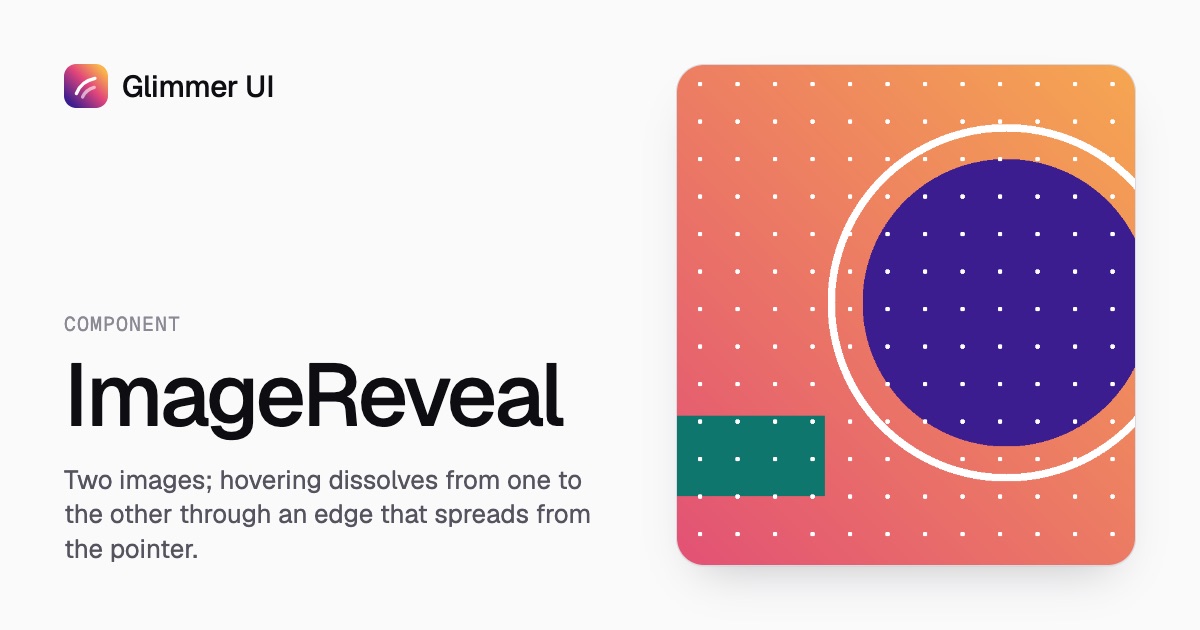 Glimmer UI
COMPONENT
ImageReveal
Two images; hovering dissolves from one to
the other through an edge that spreads from
the pointer.